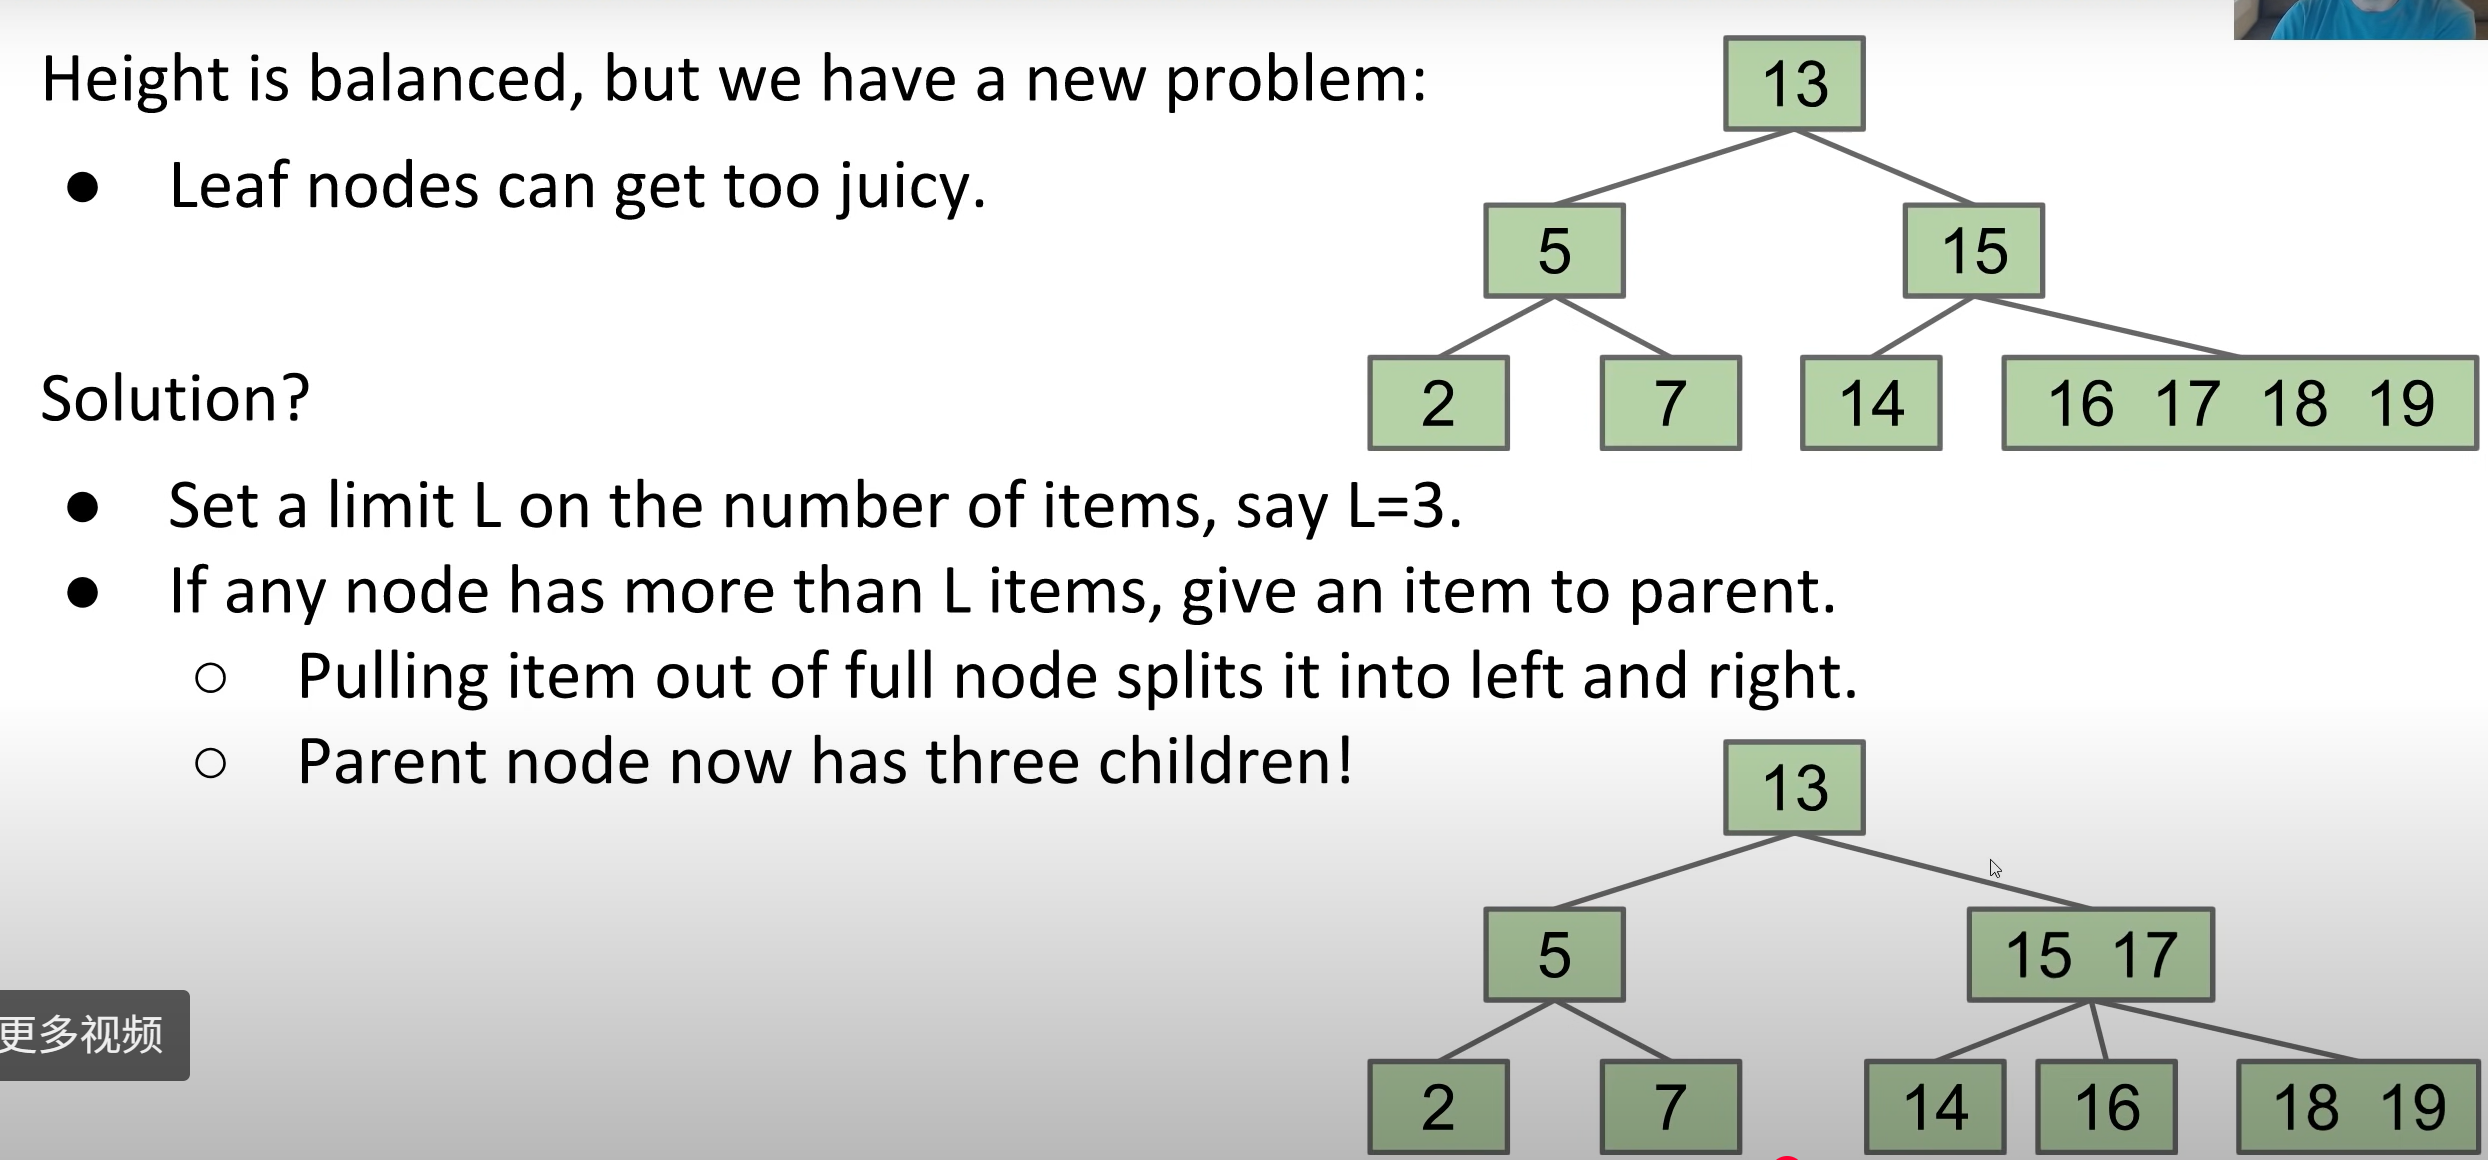 Height is balanced, but we have a new problem:
● Leaf nodes can get too juicy.
13
5 15
2 7 14 16 17 18 19
Solution?
● Set a limit L on the number of items, say L=3.
● If any node has more than L items, give an item to parent.
○ Pulling item out of full node splits it into left and right.
○ Parent node now has three children!
13
5 15 17
2 7 14 16 18 19
更多视频